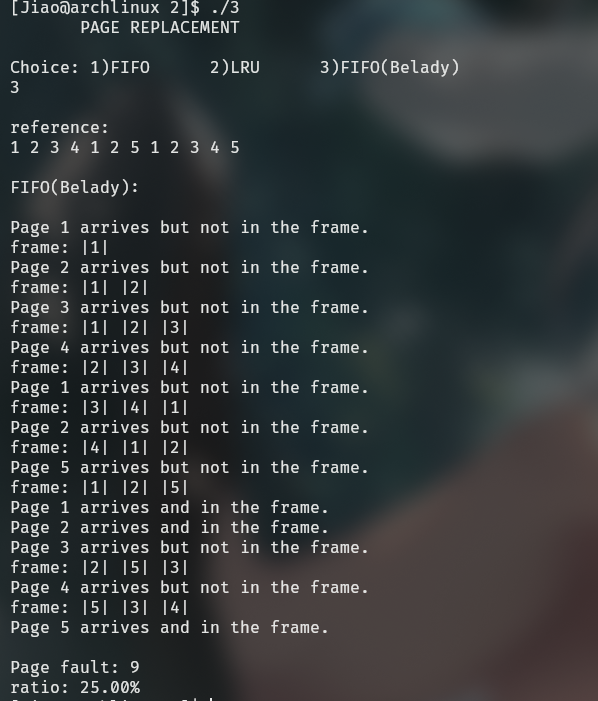 [Jiao@archlinux 2]$ ./3
PAGE REPLACEMENT
Choice: 1)FIFO 2)LRU 3)FIFO(Belady)
3
reference:
1 2 3 4 1 2 5 1 2 3 4 5
FIFO(Belady):
Page 1 arrives but not in the frame.
frame: |1|
Page 2 arrives but not in the frame.
frame: |1| |2|
Page 3 arrives but not in the frame.
frame: |1| |2| |3|
Page 4 arrives but not in the frame.
frame: |2| |3| |4|
Page 1 arrives but not in the frame.
frame: |3| |4| |1|
Page 2 arrives but not in the frame.
frame: |4| |1| |2|
Page 5 arrives but not in the frame.
frame: |1| |2| |5|
Page 1 arrives and in the frame.
Page 2 arrives and in the frame.
Page 3 arrives but not in the frame.
frame: |2| |5| |3|
Page 4 arrives but not in the frame.
frame: |5| |3| |4|
Page 5 arrives and in the frame.
Page fault: 9
ratio: 25.00%